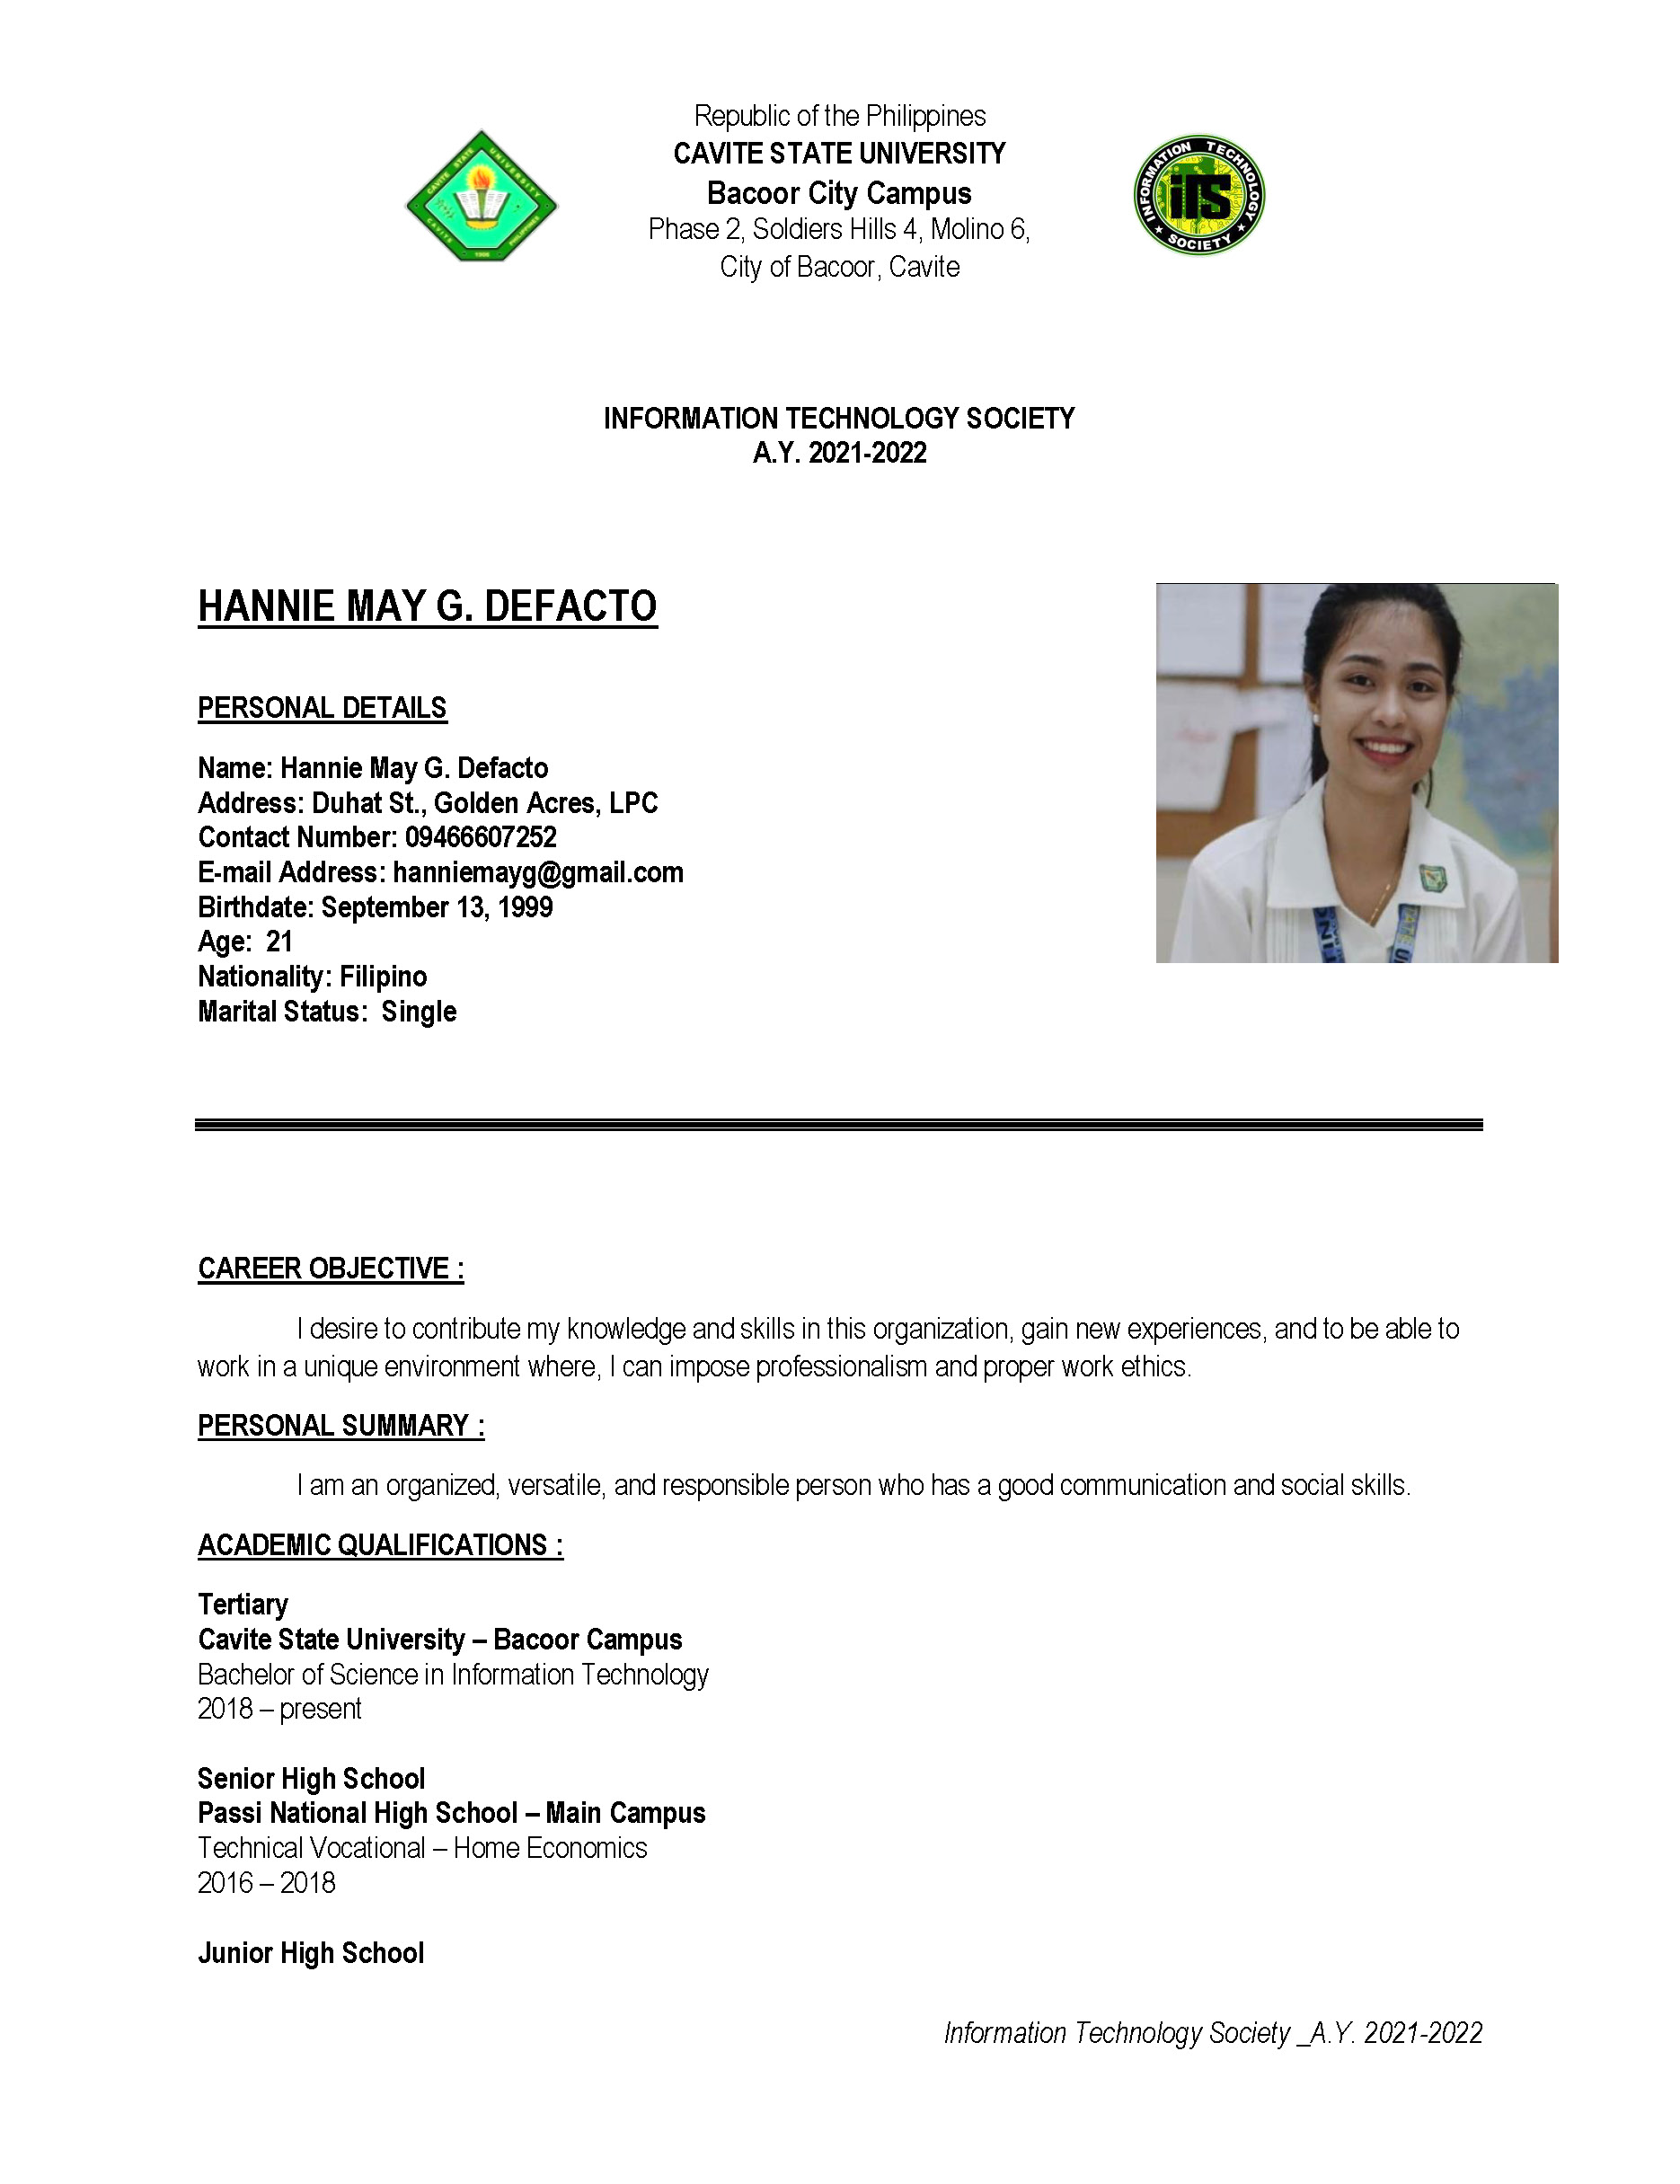 Republic of the Philippines
CAVITE STATE UNIVERSITY
Bacoor City Campus
Phase 2, Soldiers Hills 4, Molino 6,
City of Bacoor, Cavite
CAVITE STATE UNIVERSITY
CAVITE PHILIPPINES
1906
INFORMATION TECHNOLOGY
iTS
SOCIETY
INFORMATION TECHNOLOGY SOCIETY
A.Y. 2021-2022
HANNIE MAY G. DEFACTO
PERSONAL DETAILS
Name: Hannie May G. Defacto
Address: Duhat St., Golden Acres, LPC
Contact Number: 09466607252
E-mail Address: hanniemayg@gmail.com
Birthdate: September 13, 1999
Age:  21
Nationality: Filipino
Marital Status:  Single
CAREER OBJECTIVE :
I desire to contribute my knowledge and skills in this organization, gain new experiences, and to be able to
work in a unique environment where, I can impose professionalism and proper work ethics.
PERSONAL SUMMARY :
I am an organized, versatile, and responsible person who has a good communication and social skills.
ACADEMIC QUALIFICATIONS :
Tertiary
Cavite State University – Bacoor Campus
Bachelor of Science in Information Technology
2018 – present
Senior High School
Passi National High School – Main Campus
Technical Vocational – Home Economics
2016 – 2018
Junior High School
Information Technology Society _A.Y. 2021-2022